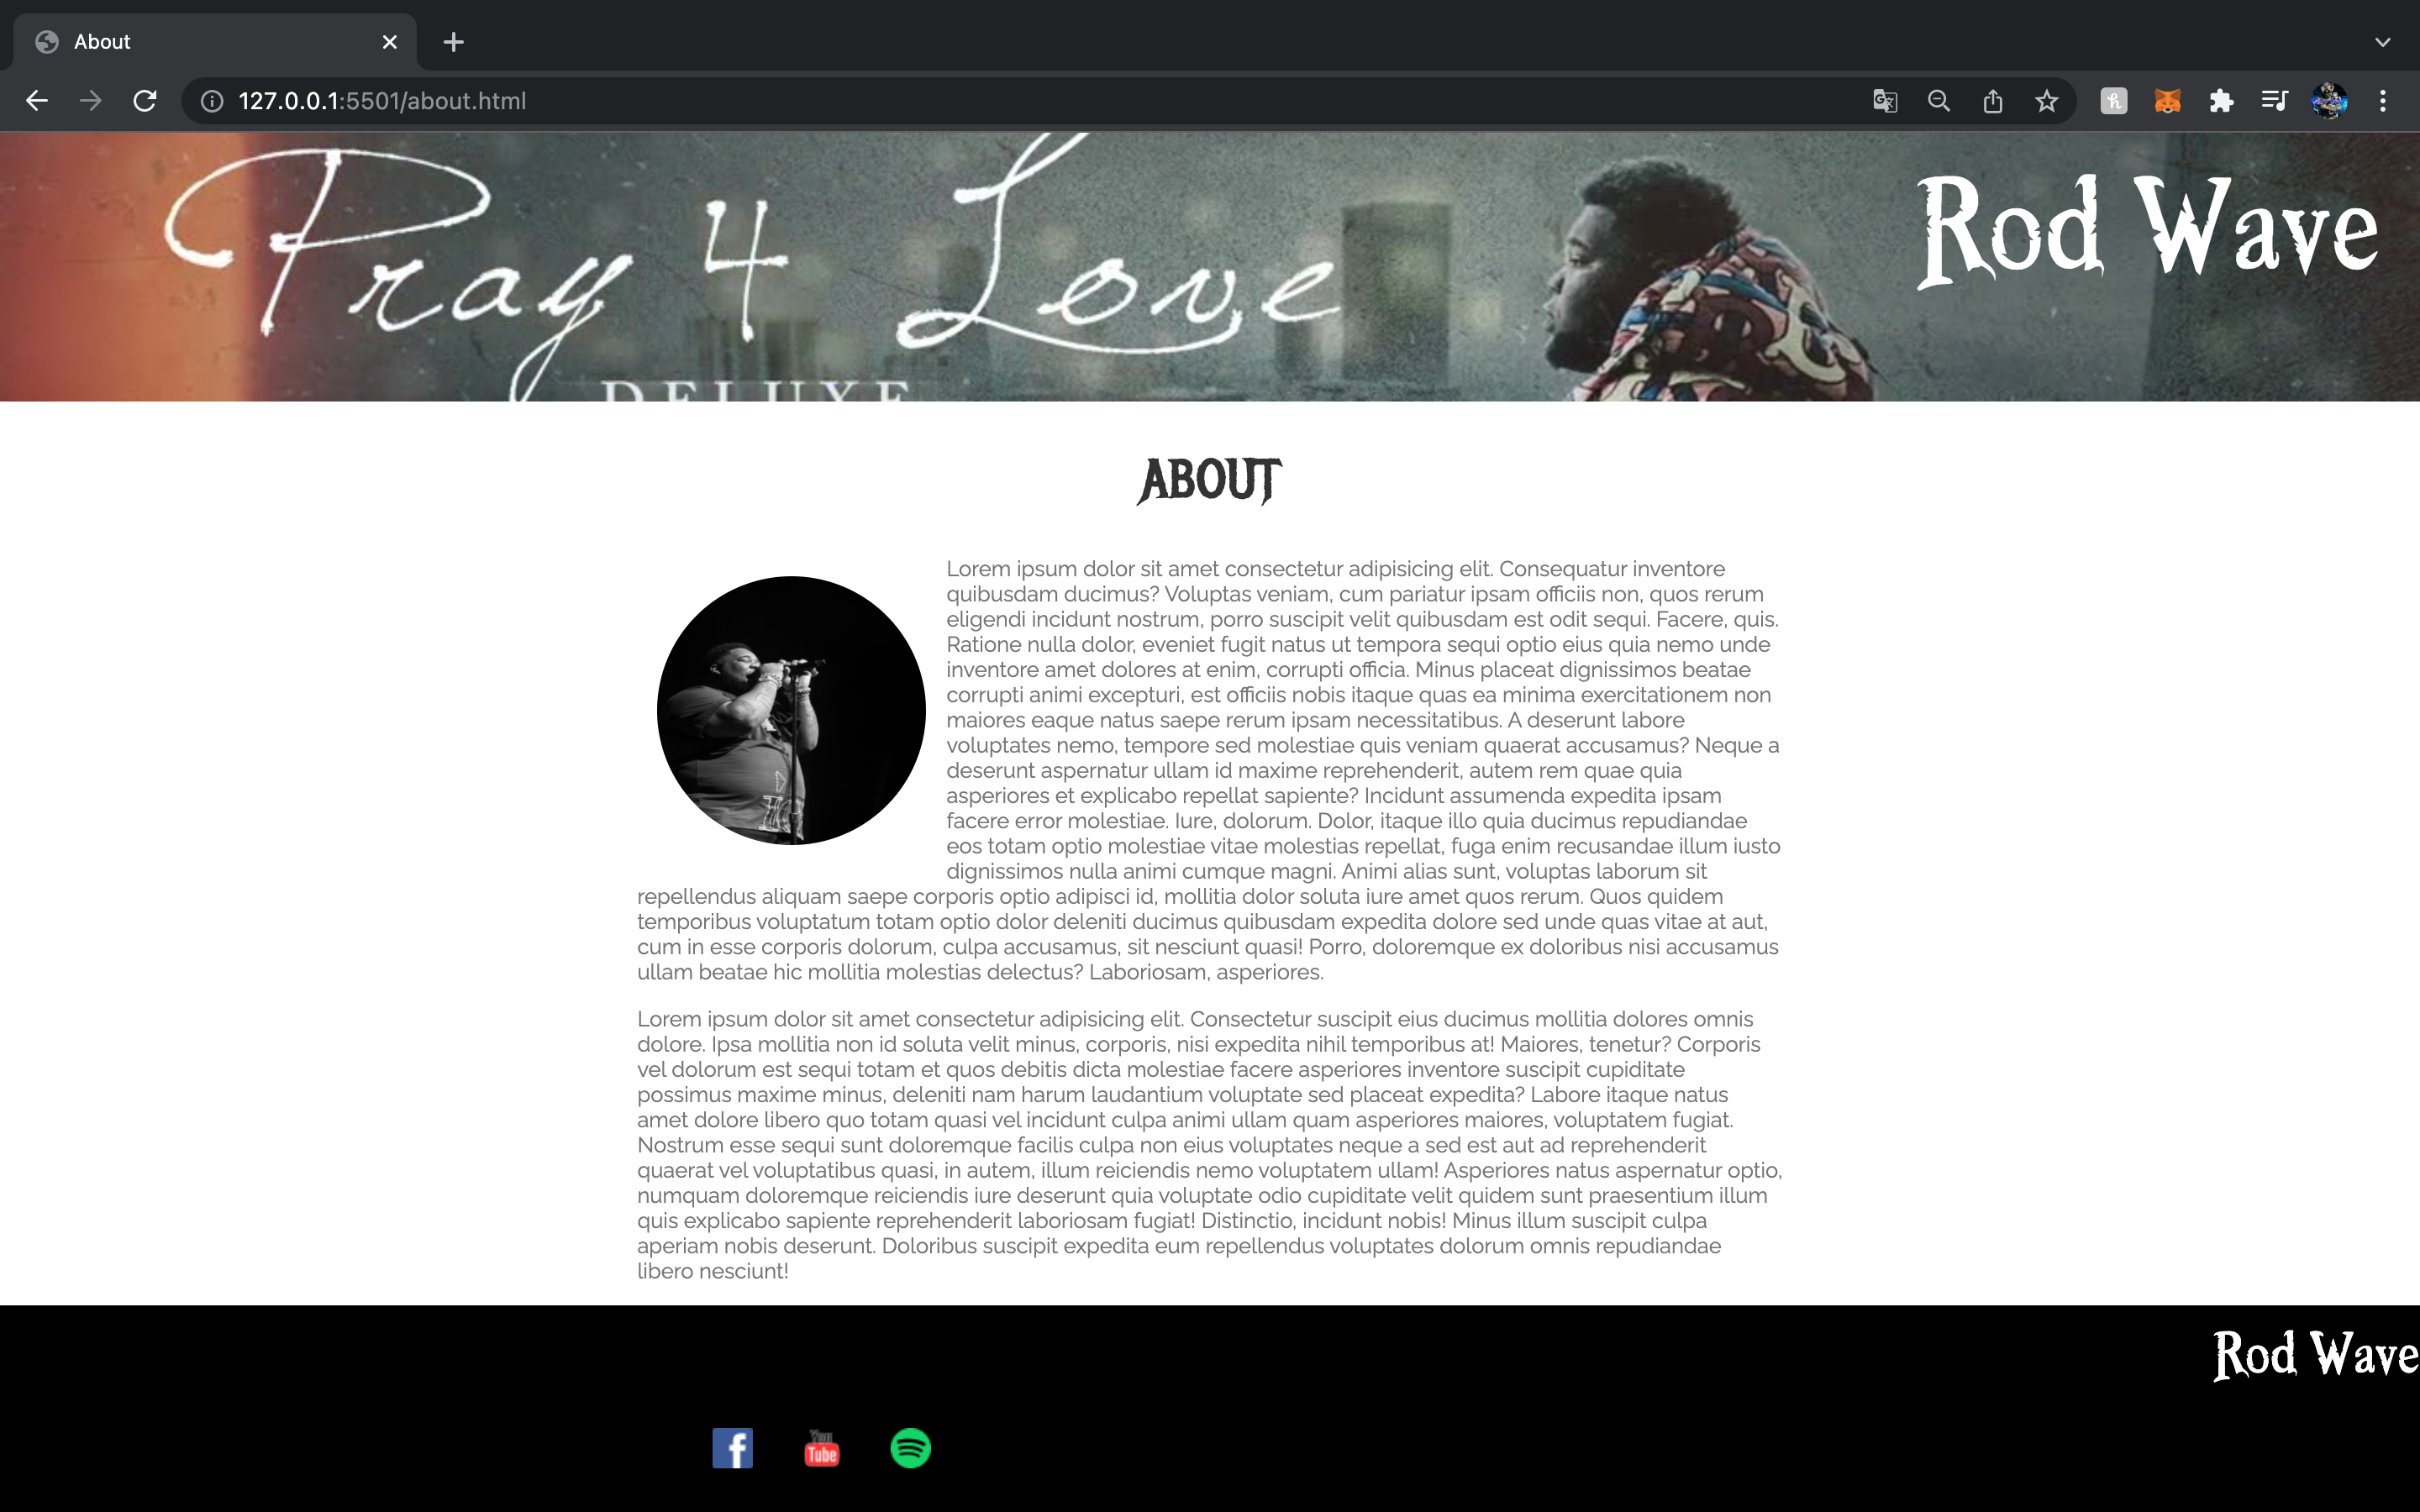 About
127.0.0.1:5501/about.html
Pray 4 Love
DELUXE
Rod Wave
ABOUT
Lorem ipsum dolor sit amet consectetur adipisicing elit. Consequatur inventore
quibusdam ducimus? Voluptas veniam, cum pariatur ipsam officiis non, quos rerum
eligendi incidunt nostrum, porro suscipit velit quibusdam est odit sequi. Facere, quis.
Ratione nulla dolor, eveniet fugit natus ut tempora sequi optio eius quia nemo unde
inventore amet dolores at enim, corrupti officia. Minus placeat dignissimos beatae
corrupti animi excepturi, est officiis nobis itaque quas ea minima exercitationem non
maiores eaque natus saepe rerum ipsam necessitatibus. A deserunt labore
voluptates nemo, tempore sed molestiae quis veniam quaerat accusamus? Neque a
deserunt aspernatur ullam id maxime reprehenderit, autem rem quae quia
asperiores et explicabo repellat sapiente? Incidunt assumenda expedita ipsam
facere error molestiae. Iure, dolorum. Dolor, itaque illo quia ducimus repudiandae
eos totam optio molestiae vitae molestias repellat, fuga enim recusandae illum iusto
dignissimos nulla animi cumque magni. Animi alias sunt, voluptas laborum sit
repellendus aliquam saepe corporis optio adipisci id, mollitia dolor soluta iure amet quos rerum. Quos quidem
temporibus voluptatum totam optio dolor deleniti ducimus quibusdam expedita dolore sed unde quas vitae at aut,
cum in esse corporis dolorum, culpa accusamus, sit nesciunt quasi! Porro, doloremque ex doloribus nisi accusamus
ullam beatae hic mollitia molestias delectus? Laboriosam, asperiores.
Lorem ipsum dolor sit amet consectetur adipisicing elit. Consectetur suscipit eius ducimus mollitia dolores omnis
dolore. Ipsa mollitia non id soluta velit minus, corporis, nisi expedita nihil temporibus at! Maiores, tenetur? Corporis
vel dolorum est sequi totam et quos debitis dicta molestiae facere asperiores inventore suscipit cupiditate
possimus maxime minus, deleniti nam harum laudantium voluptate sed placeat expedita? Labore itaque natus
amet dolore libero quo totam quasi vel incidunt culpa animi ullam quam asperiores maiores, voluptatem fugiat.
Nostrum esse sequi sunt doloremque facilis culpa non eius voluptates neque a sed est aut ad reprehenderit
quaerat vel voluptatibus quasi, in autem, illum reiciendis nemo voluptatem ullam! Asperiores natus aspernatur optio,
numquam doloremque reiciendis iure deserunt quia voluptate odio cupiditate velit quidem sunt praesentium illum
quis explicabo sapiente reprehenderit laboriosam fugiat! Distinctio, incidunt nobis! Minus illum suscipit culpa
aperiam nobis deserunt. Doloribus suscipit expedita eum repellendus voluptates dolorum omnis repudiandae
libero nesciunt!
Rod Wave
f
You
Tube